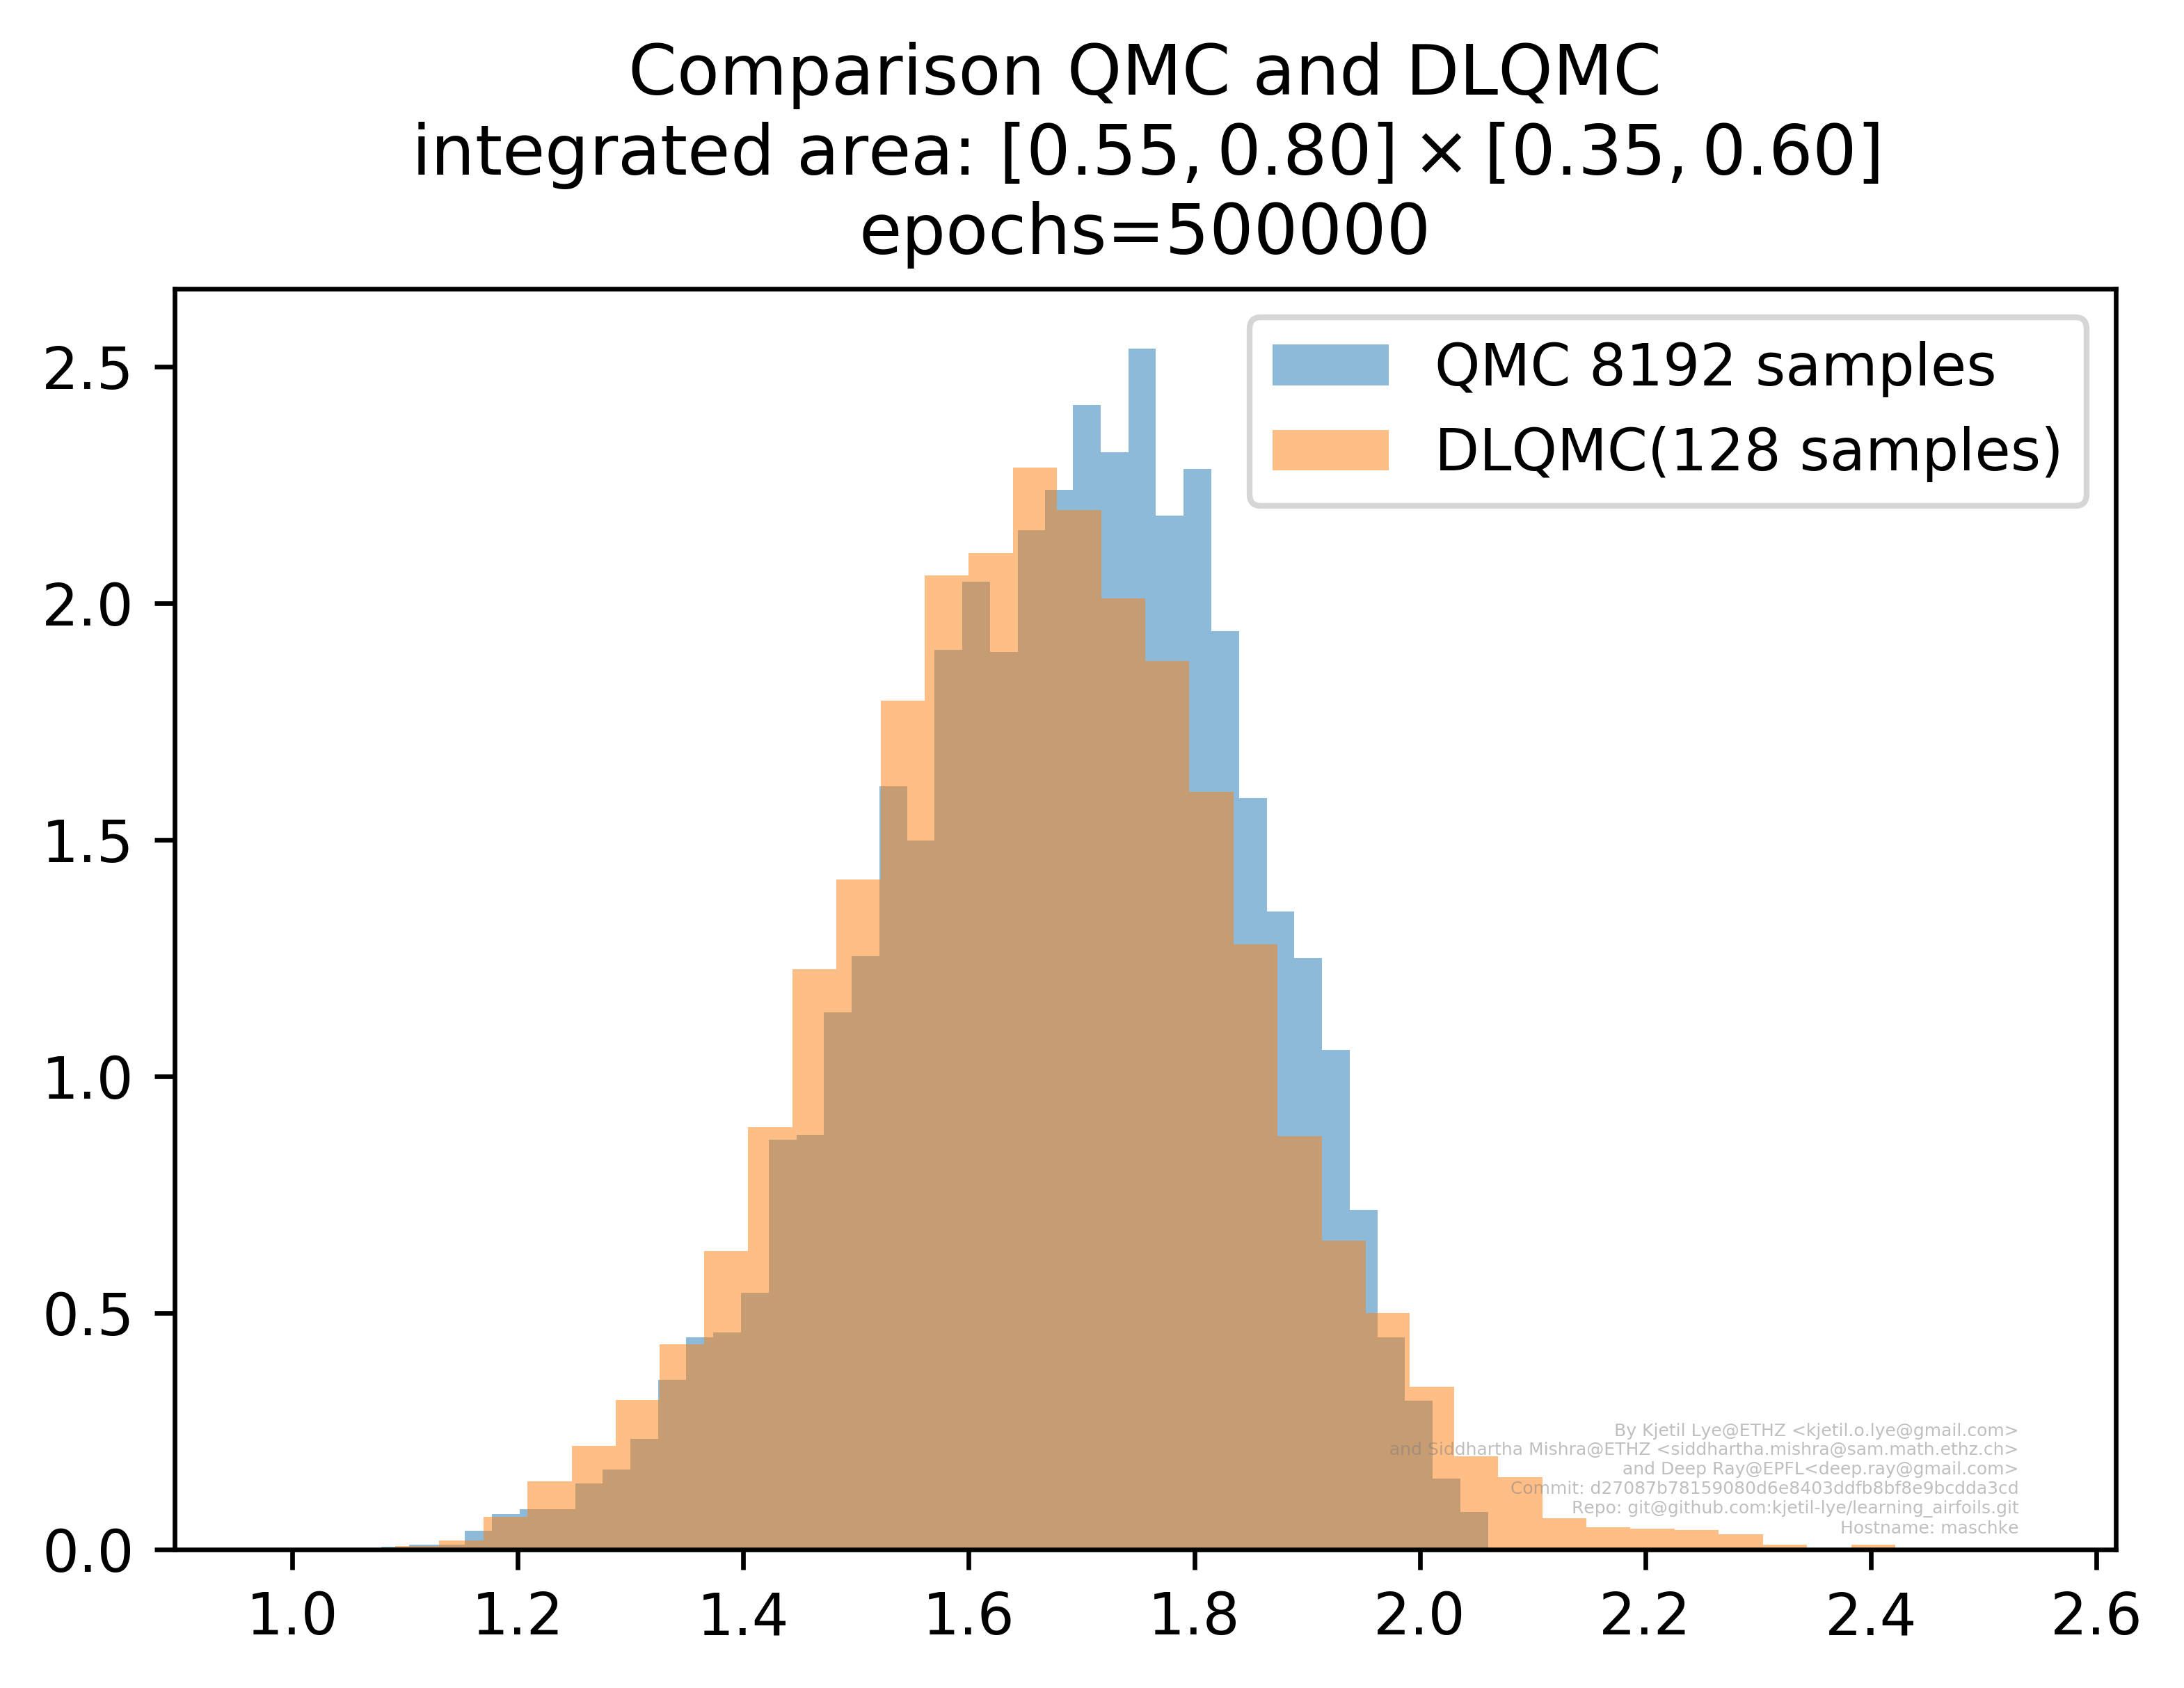 Comparison QMC and DLQMC
integrated area: [0.55, 0.80] × [0.35, 0.60]
epochs=500000
QMC 8192 samples
DLQMC(128 samples)
2.5
2.0
1.5
1.0
0.5
0.0
By Kjetil Lye@ETHZ <kjetil.o.lye@gmail.com>
and Siddhartha Mishra@ETHZ <siddhartha.mishra@sam.math.ethz.ch>
and Deep Ray@EPFL<deep.ray@gmail.com>
Commit: d27087b78159080d6e8403ddfb8bf8e9bcdda3cd
Repo: git@github.com:kjetil-lye/learning_airfoils.git
Hostname: maschke
1.0 1.2 1.4 1.6 1.8 2.0 2.2 2.4 2.6